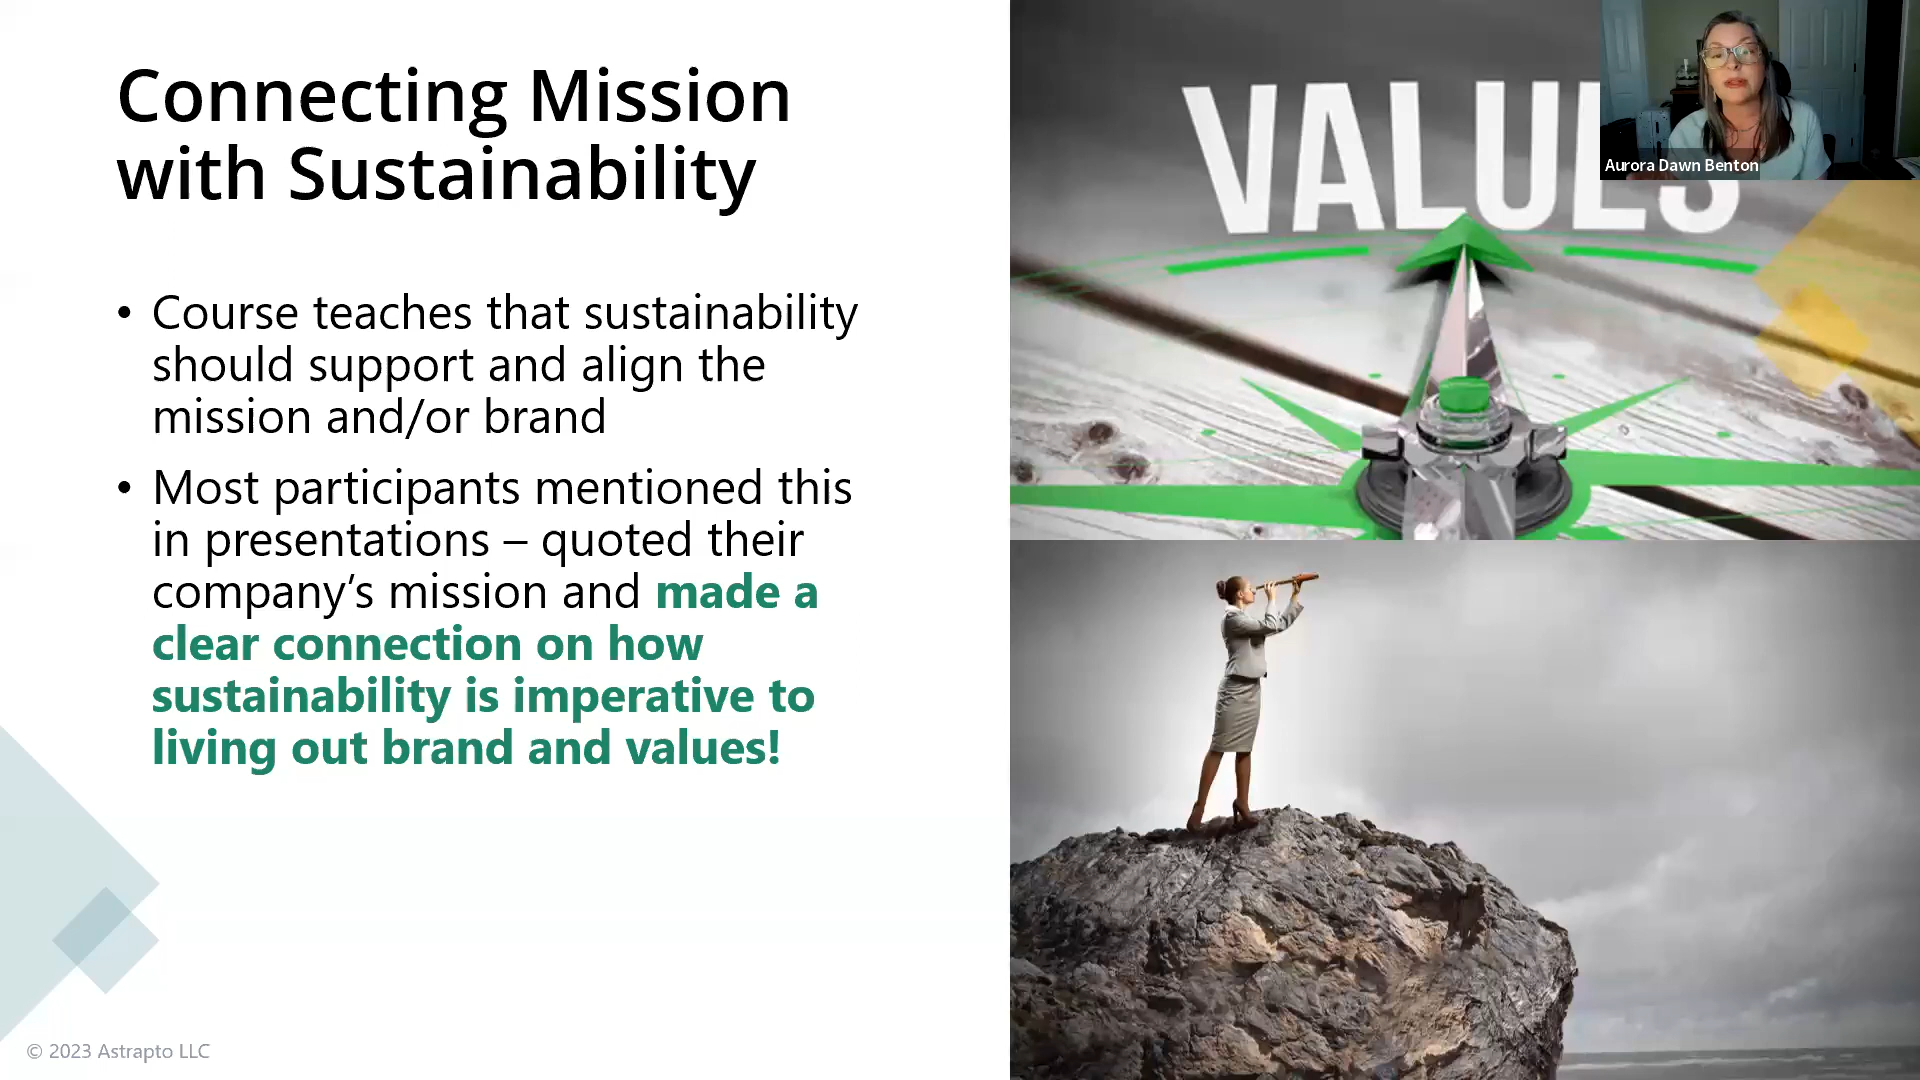 Connecting Mission
with Sustainability
• Course teaches that sustainability
should support and align the
mission and/or brand
• Most participants mentioned this
in presentations – quoted their
company’s mission and made a
clear connection on how
sustainability is imperative to
living out brand and values!
© 2023 Astrapto LLC
VALUES
Aurora Dawn Benton